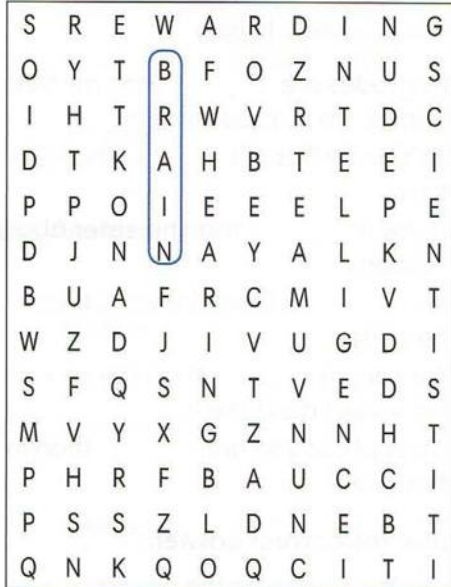 S R E W A R D I N G
O Y T B F O Z N U S
I H T R W V R T D C
D T K A H B T E E I
P P O I E E E L P E
D J N N A Y A L K N
B U A F R C M I V T
W Z D J I V U G D I
S F Q S N T V E D S
M V Y X G Z N N H T
P H R F B A U C C I
P S S Z L D N E B T
Q N K Q O Q C I T I